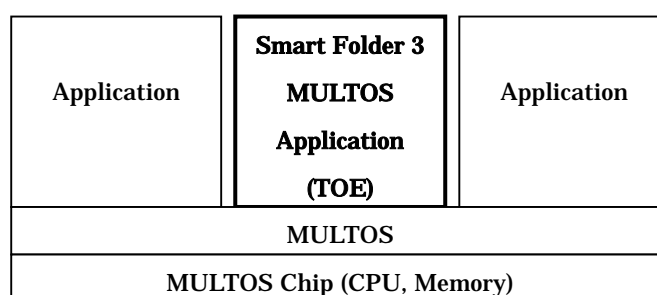 Application
Smart Folder 3
MULTOS
Application
(TOE)
Application
MULTOS
MULTOS Chip (CPU, Memory)